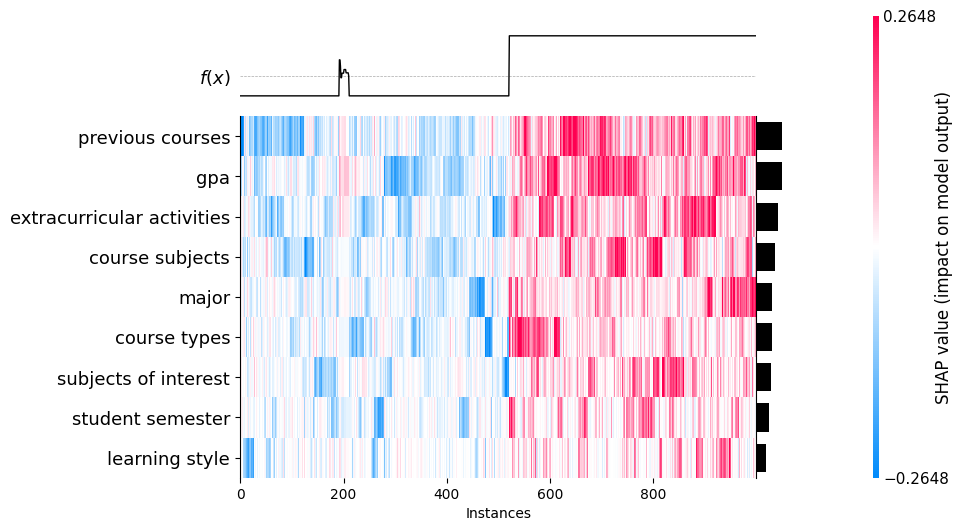 0.2648
f(x)
previous courses
gpa
extracurricular activities
course subjects
major
course types
subjects of interest
student semester
learning style
0 200 400 600 800
Instances
SHAP value (impact on model output)
−0.2648